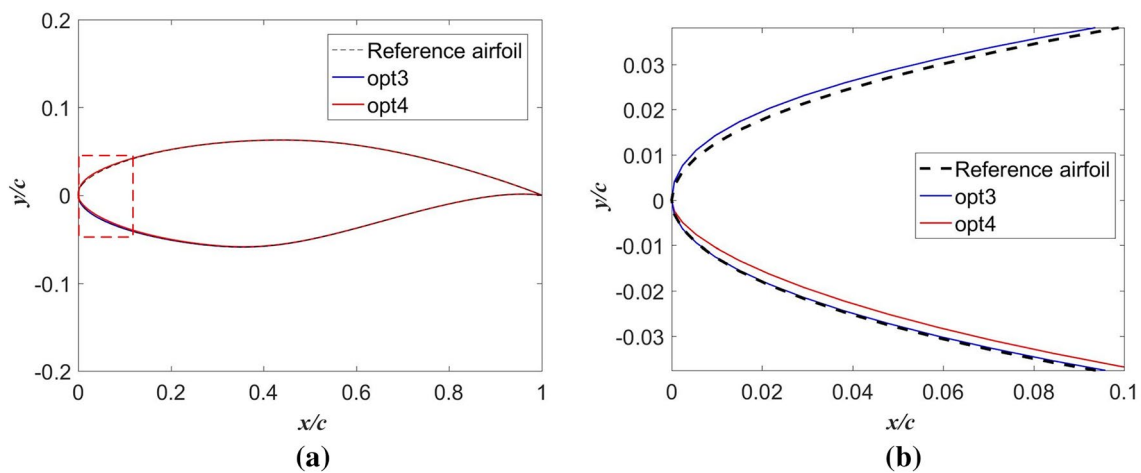 0.2
0.1
0
-0.1
-0.2
y/c
0
0.2
0.4
0.6
0.8
1
x/c
Reference airfoil
opt3
opt4
(a)
0.03
0.02
0.01
0
-0.01
-0.02
-0.03
y/c
0
0.02
0.04
0.06
0.08
0.1
x/c
Reference airfoil
opt3
opt4
(b)